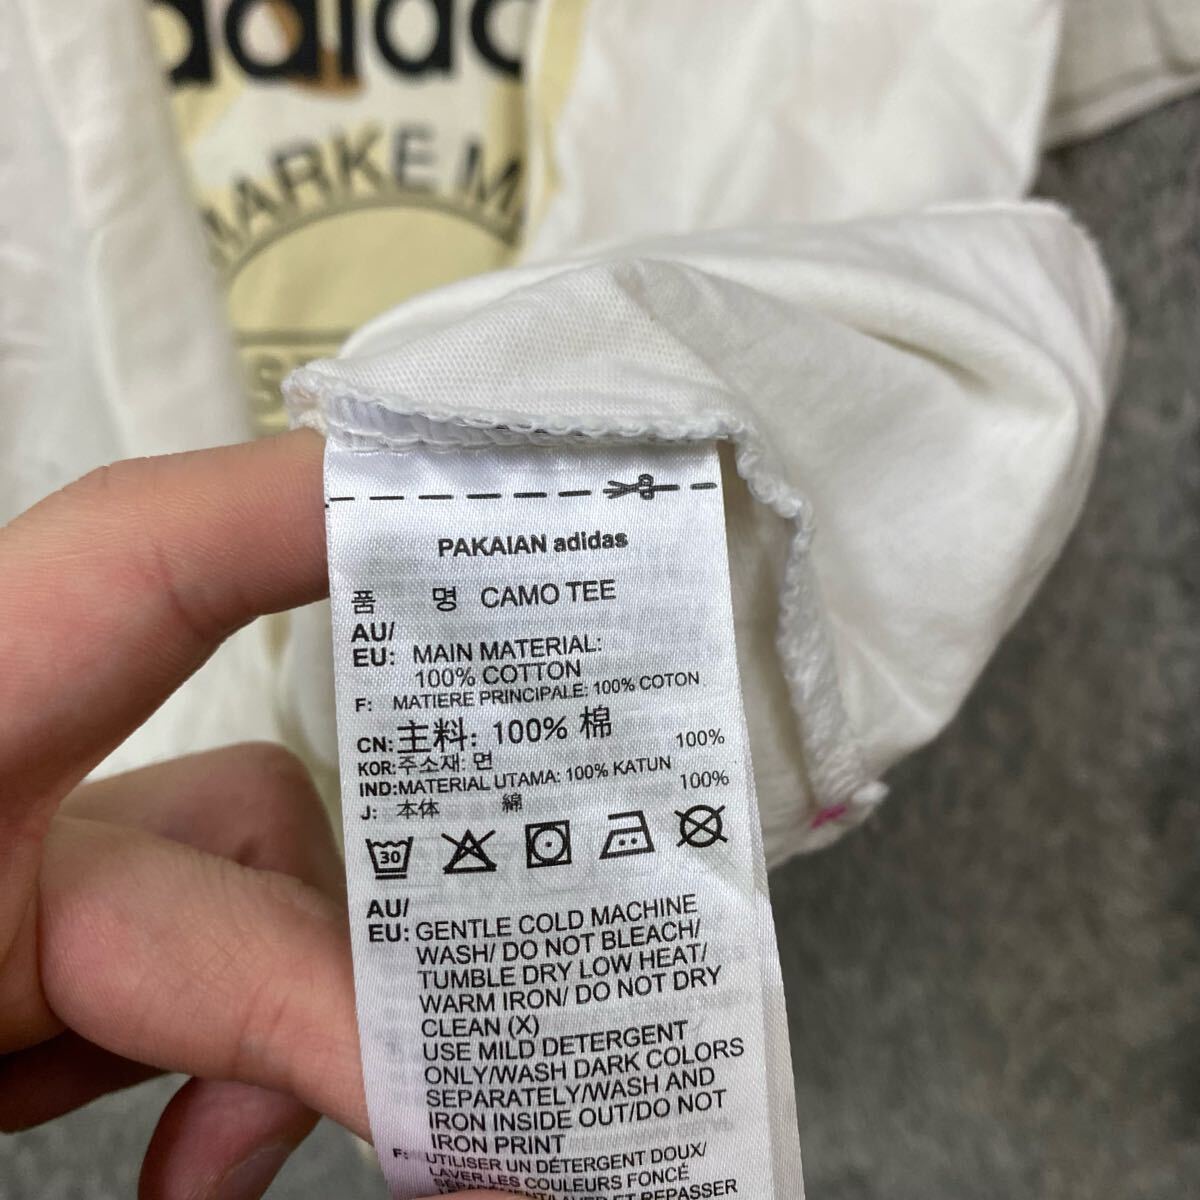 adidas
MARKE M
S
PAKAIAN adidas
품 명 CAMO TEE
AU/
EU: MAIN MATERIAL:
100% COTTON
F: MATIERE PRINCIPALE: 100% COTON
CN: 主料: 100% 棉
KOR: 주소재: 면 100%
IND: MATERIAL UTAMA: 100% KATUN
J: 本体 綿 100%
30
AU/
EU: GENTLE COLD MACHINE
WASH/ DO NOT BLEACH/
TUMBLE DRY LOW HEAT/
WARM IRON/ DO NOT DRY
CLEAN (X)
USE MILD DETERGENT
ONLY/WASH DARK COLORS
SEPARATELY/WASH AND
IRON INSIDE OUT/DO NOT
IRON PRINT
F: UTILISER UN DÉTERGENT DOUX/
LAVER LES COULEURS FONCÉ
SÉPARÉMENT/LAVER ET REPASSER